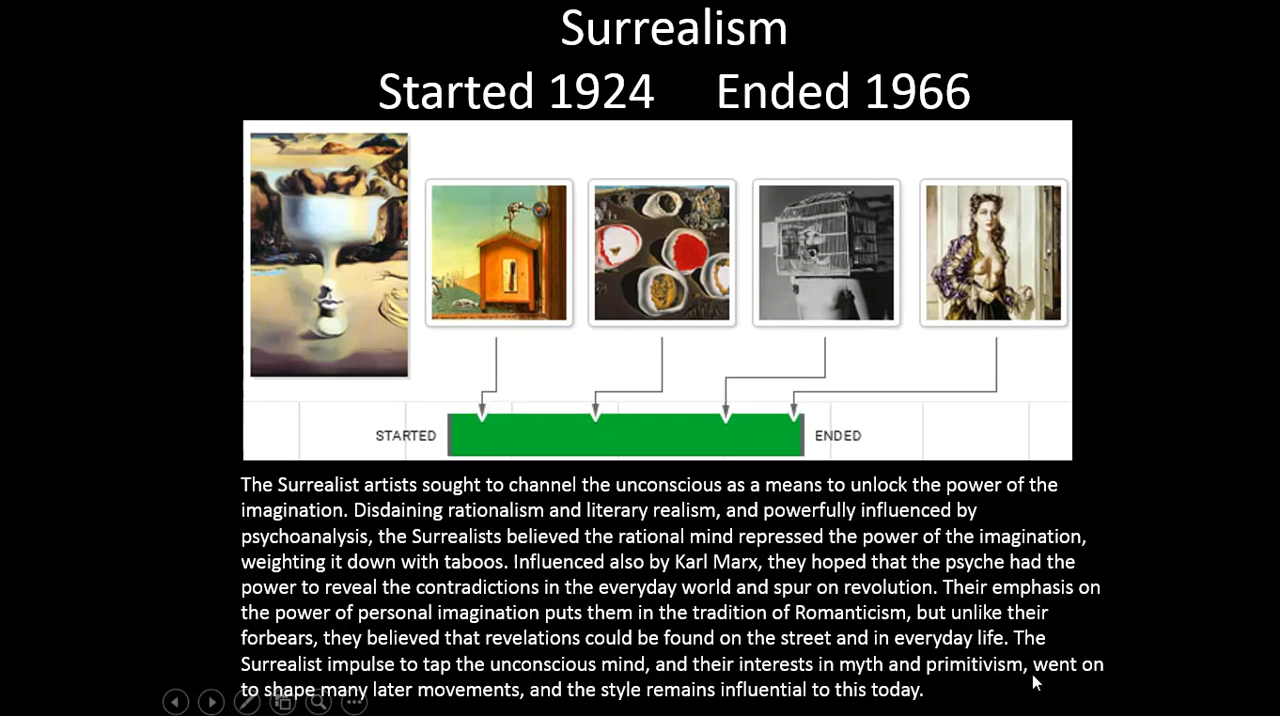 Surrealism
Started 1924 Ended 1966
STARTED
ENDED
The Surrealist artists sought to channel the unconscious as a means to unlock the power of the
imagination. Disdaining rationalism and literary realism, and powerfully influenced by
psychoanalysis, the Surrealists believed the rational mind repressed the power of the imagination,
weighting it down with taboos. Influenced also by Karl Marx, they hoped that the psyche had the
power to reveal the contradictions in the everyday world and spur on revolution. Their emphasis on
the power of personal imagination puts them in the tradition of Romanticism, but unlike their
forbears, they believed that revelations could be found on the street and in everyday life. The
Surrealist impulse to tap the unconscious mind, and their interests in myth and primitivism, went on
to shape many later movements, and the style remains influential to this today.